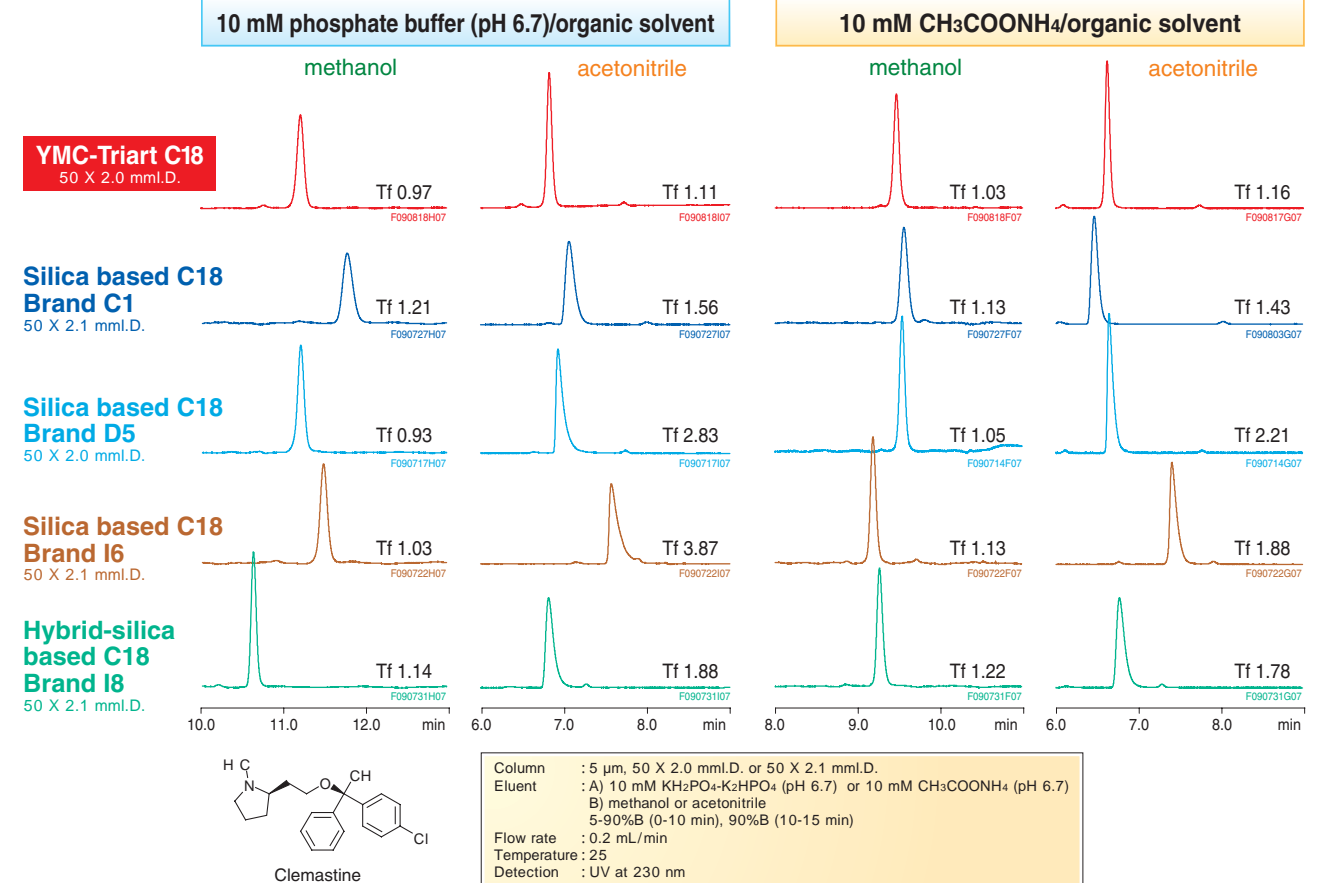 10 mM phosphate buffer (pH 6.7)/organic solvent
10 mM CH3COONH4/organic solvent
methanol
acetonitrile
methanol
acetonitrile
YMC-Triart C18
50 X 2.0 mmI.D.
Tf 0.97
F090818H07
Tf 1.11
F090818I07
Tf 1.03
F090818F07
Tf 1.16
F090817G07
Silica based C18
Brand C1
50 X 2.1 mmI.D.
Tf 1.21
F090727H07
Tf 1.56
F090727I07
Tf 1.13
F090727F07
Tf 1.43
F090803G07
Silica based C18
Brand D5
50 X 2.0 mmI.D.
Tf 0.93
F090717H07
Tf 2.83
F090717I07
Tf 1.05
F090714F07
Tf 2.21
F090714G07
Silica based C18
Brand I6
50 X 2.1 mmI.D.
Tf 1.03
F090722H07
Tf 3.87
F090722I07
Tf 1.13
F090722F07
Tf 1.88
F090722G07
Hybrid-silica
based C18
Brand I8
50 X 2.1 mmI.D.
Tf 1.14
F090731H07
Tf 1.88
F090731I07
Tf 1.22
F090731F07
Tf 1.78
F090731G07
10.0 11.0 12.0 min
6.0 7.0 8.0 min
8.0 9.0 10.0 min
6.0 7.0 8.0 min
H C
N
O
CH
Cl
Clemastine
Column : 5 µm, 50 X 2.0 mmI.D. or 50 X 2.1 mmI.D.
Eluent : A) 10 mM KH2PO4-K2HPO4 (pH 6.7) or 10 mM CH3COONH4 (pH 6.7)
B) methanol or acetonitrile
5-90%B (0-10 min), 90%B (10-15 min)
Flow rate : 0.2 mL/min
Temperature : 25
Detection : UV at 230 nm